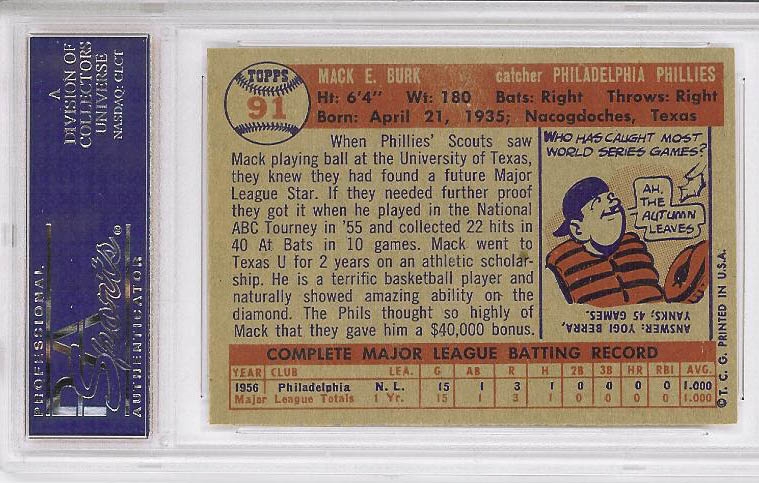 A
DIVISION OF
COLLECTORS
UNIVERSE
NASDAQ: CLCT
PROFESSIONAL
PSA
Sports
AUTHENTICATOR
TOPPS
91
MACK E. BURK catcher PHILADELPHIA PHILLIES
Ht: 6'4" Wt: 180 Bats: Right Throws: Right
Born: April 21, 1935; Nacogdoches, Texas
When Phillies' Scouts saw
Mack playing ball at the University of Texas,
they knew they had found a future Major
League Star. If they needed further proof
they got it when he played in the National
ABC Tourney in '55 and collected 22 hits in
40 At Bats in 10 games. Mack went to
Texas U for 2 years on an athletic scholar-
ship. He is a terrific basketball player and
naturally showed amazing ability on the
diamond. The Phils thought so highly of
Mack that they gave him a $40,000 bonus.
WHO HAS CAUGHT MOST
WORLD SERIES GAMES?
AH,
THE
AUTUMN
LEAVES
ANSWER: YOGI BERRA,
YANKS; 45 GAMES.
COMPLETE MAJOR LEAGUE BATTING RECORD
YEAR CLUB LEA. G AB R H 2B 3B HR RBI AVG.
1956 Philadelphia N. L. 15 1 3 1 0 0 0 0 1.000
Major League Totals 1 Yr. 15 1 3 1 0 0 0 0 1.000
© T. C. G. PRINTED IN U.S.A.